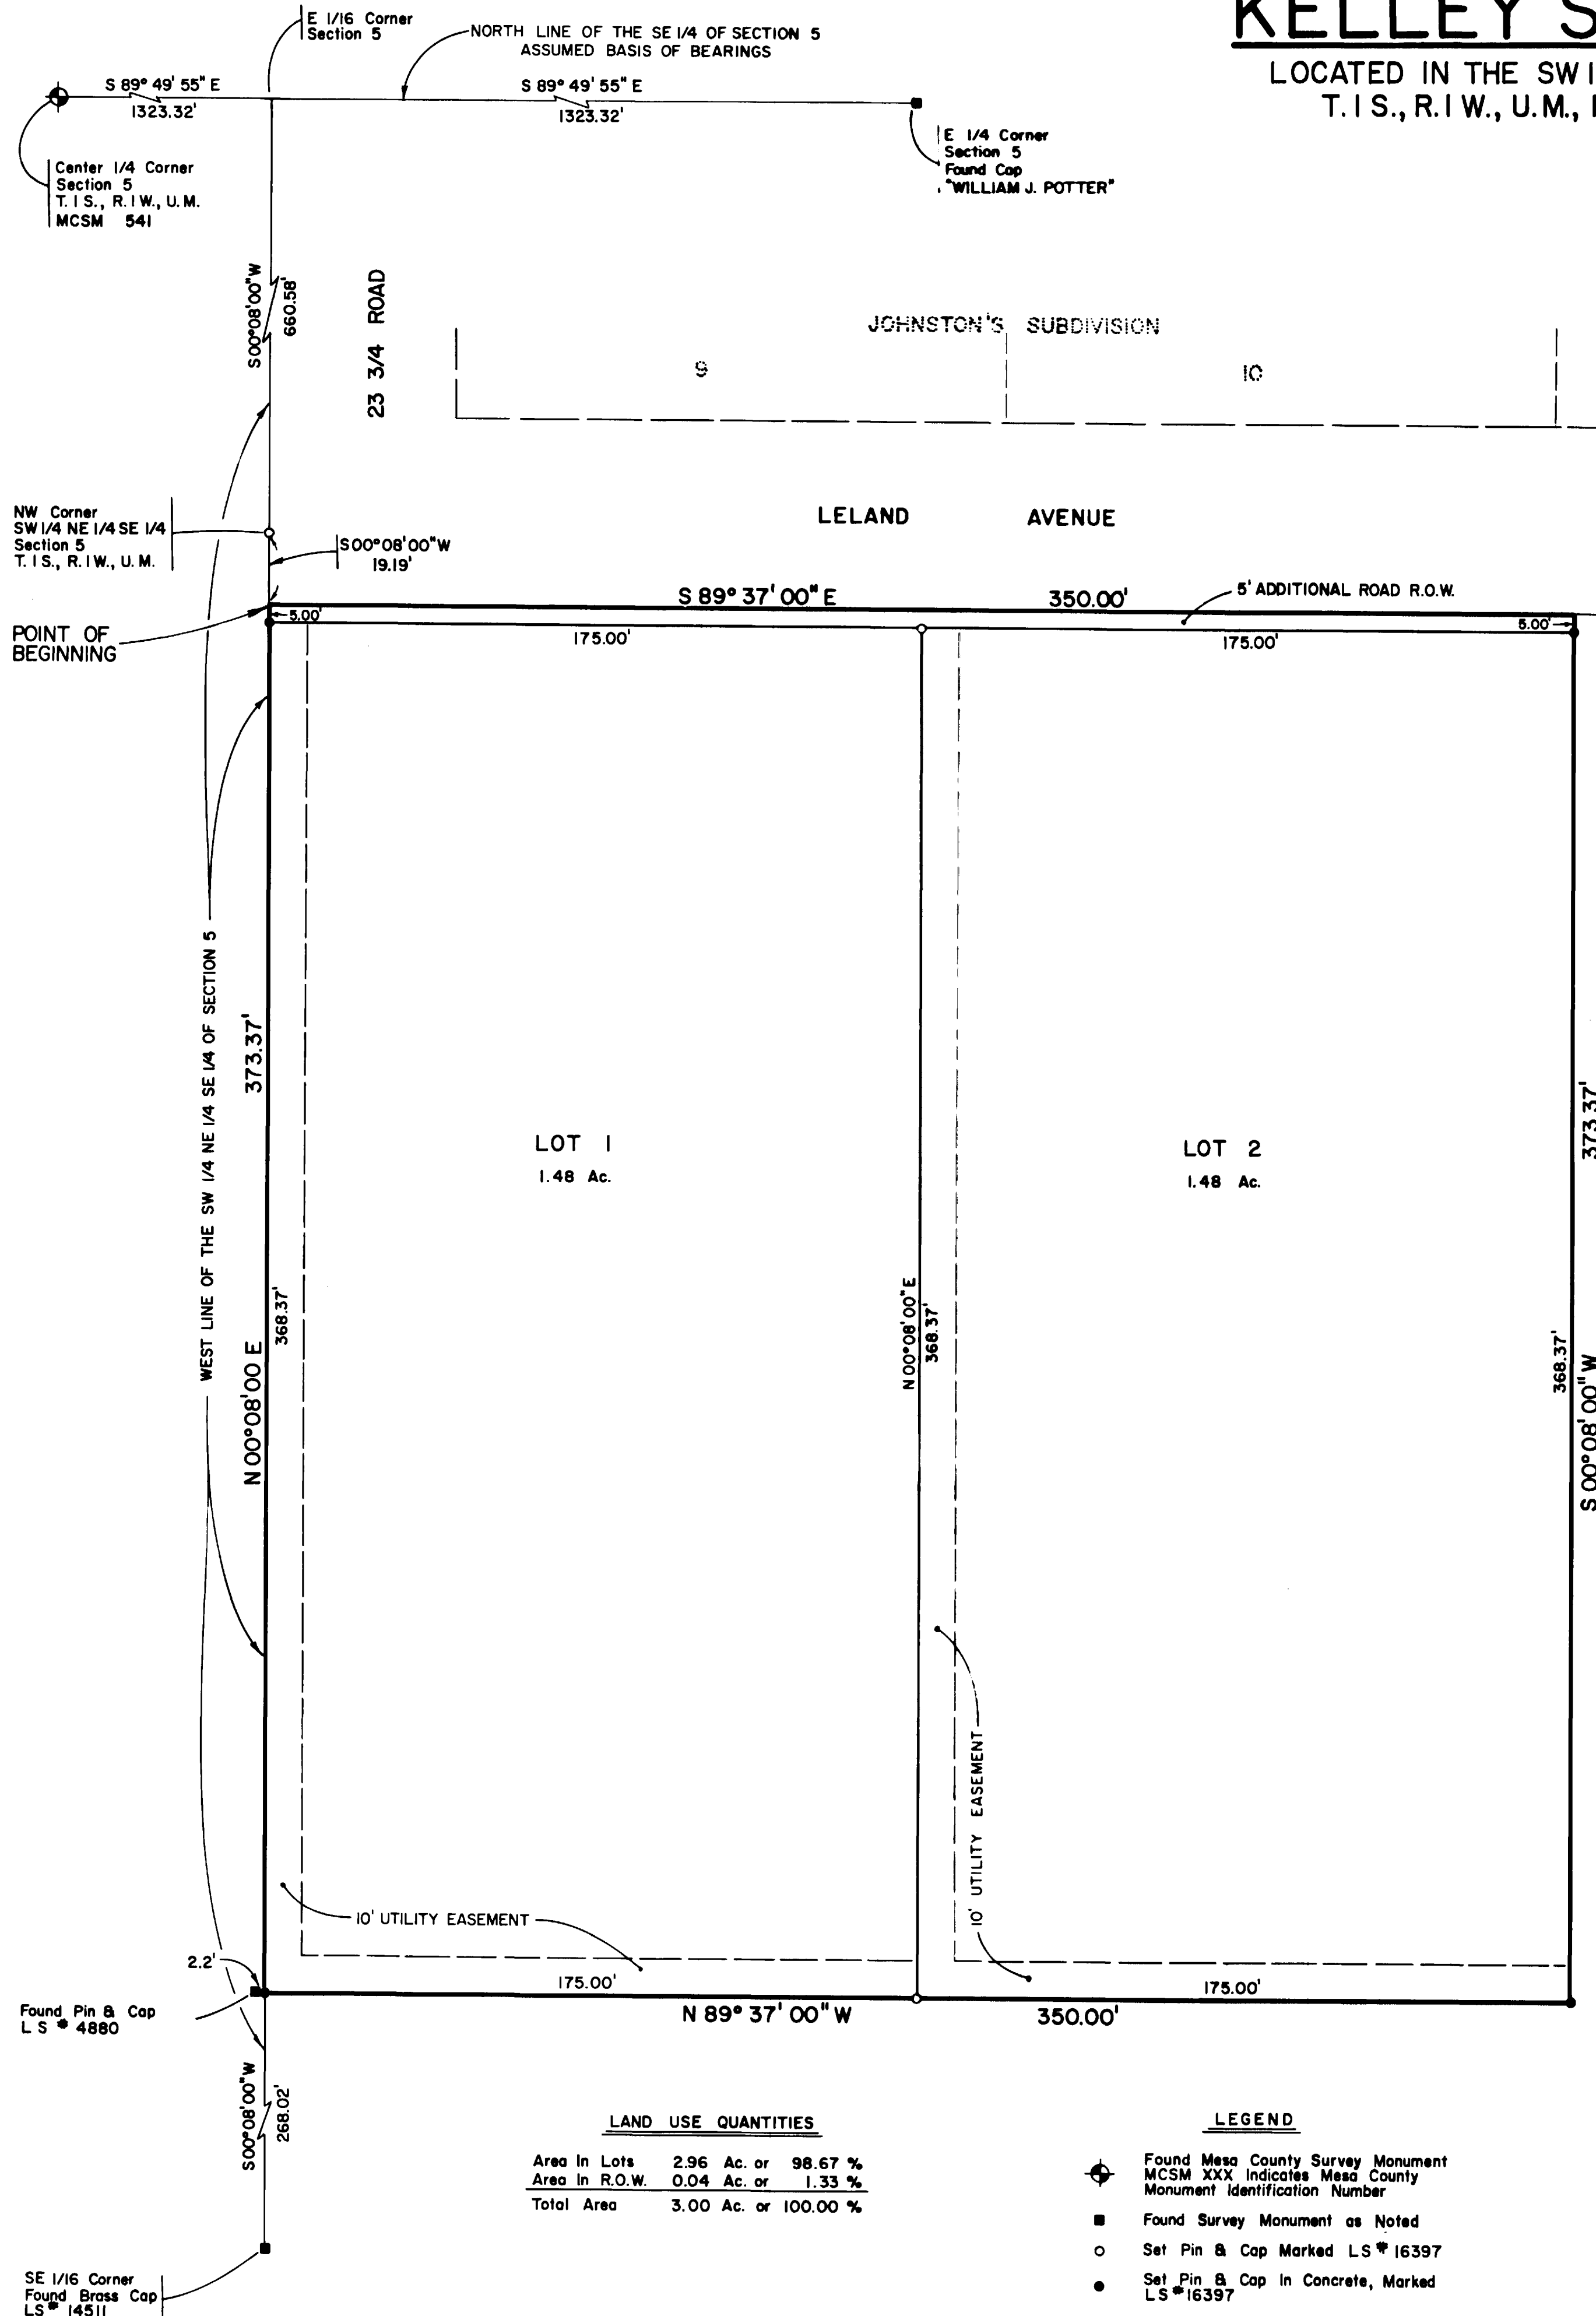 KELLEY S
LOCATED IN THE SW 1
T. 1 S., R. 1 W., U.M.,
E 1/16 Corner
Section 5
NORTH LINE OF THE SE 1/4 OF SECTION 5
ASSUMED BASIS OF BEARINGS
S 89° 49' 55" E
1323.32'
S 89° 49' 55" E
1323.32'
Center 1/4 Corner
Section 5
T. 1 S., R. 1 W., U.M.
MCSM 541
E 1/4 Corner
Section 5
Found Cap
"WILLIAM J. POTTER"
S 00°08'00" W
660.58'
23 3/4 ROAD
JOHNSTON'S SUBDIVISION
9
10
NW Corner
SW 1/4 NE 1/4 SE 1/4
Section 5
T. 1 S., R. 1 W., U.M.
S 00°08'00" W
19.19'
LELAND AVENUE
POINT OF
BEGINNING
S 89° 37' 00" E 350.00'
5' ADDITIONAL ROAD R.O.W.
5.00'
175.00'
175.00'
5.00'
WEST LINE OF THE SW 1/4 NE 1/4 SE 1/4 OF SECTION 5
N 00°08'00 E 373.37'
368.37'
LOT 1
1.48 Ac.
N 00°08'00" E
368.37'
LOT 2
1.48 Ac.
368.37'
S 00°08'00" W 373.37'
10' UTILITY EASEMENT
10' UTILITY EASEMENT
2.2'
175.00'
175.00'
N 89° 37' 00" W 350.00'
Found Pin & Cap
L S # 4880
S 00°08'00" W
268.02'
SE 1/16 Corner
Found Brass Cap
LS # 14511
LAND USE QUANTITIES
Area In Lots 2.96 Ac. or 98.67 %
Area In R.O.W. 0.04 Ac. or 1.33 %
Total Area 3.00 Ac. or 100.00 %
LEGEND
Found Mesa County Survey Monument
MCSM XXX Indicates Mesa County
Monument Identification Number
Found Survey Monument as Noted
Set Pin & Cap Marked LS # 16397
Set Pin & Cap In Concrete, Marked
LS # 16397